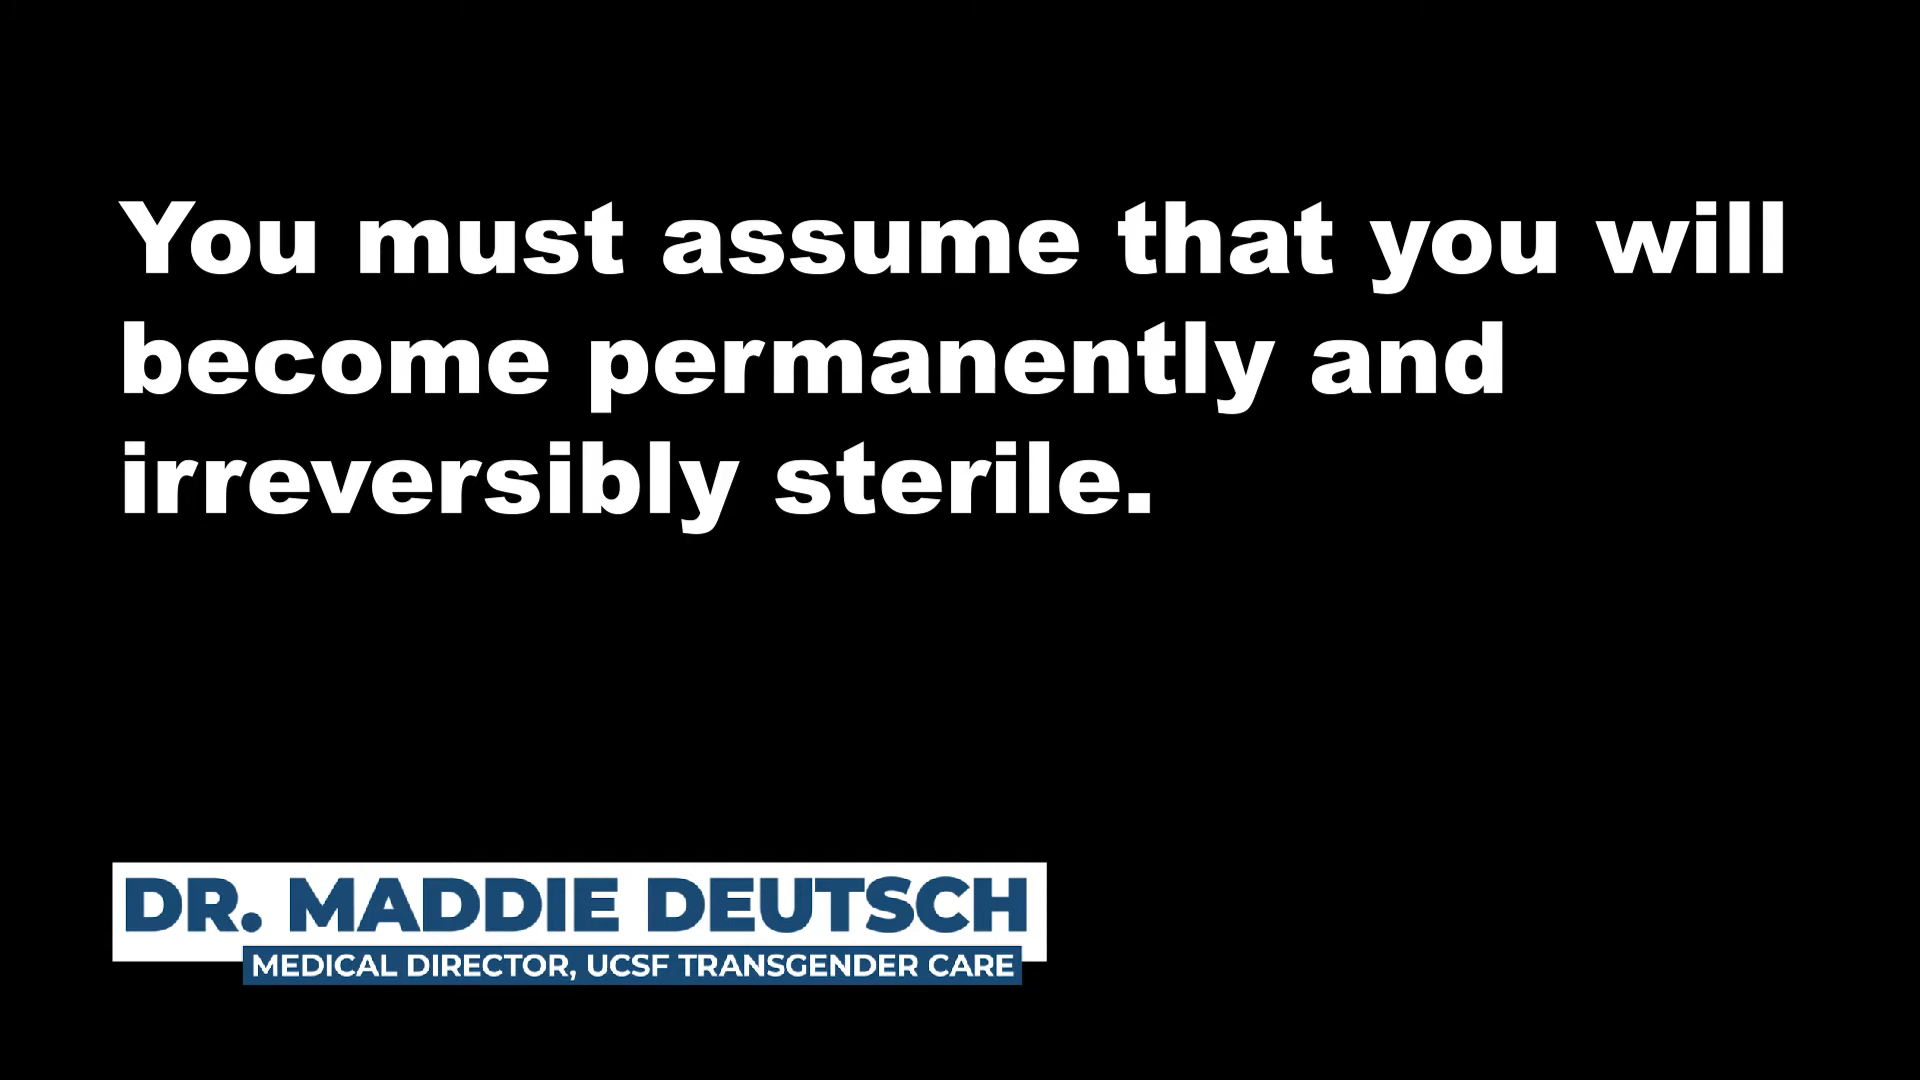 You must assume that you will
become permanently and
irreversibly sterile.
DR. MADDIE DEUTSCH
MEDICAL DIRECTOR, UCSF TRANSGENDER CARE